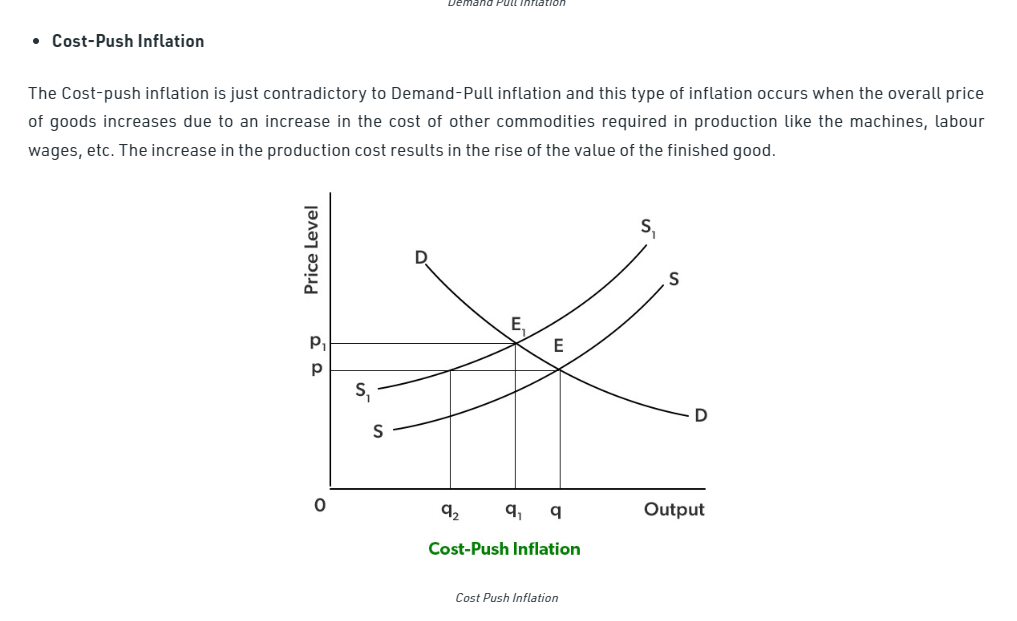 Demand Pull Inflation
• Cost-Push Inflation
The Cost-push inflation is just contradictory to Demand-Pull inflation and this type of inflation occurs when the overall price
of goods increases due to an increase in the cost of other commodities required in production like the machines, labour
wages, etc. The increase in the production cost results in the rise of the value of the finished good.
Price Level
S₁
D
S
E₁
E
p₁
p
S₁
S
D
O
q₂ q₁ q Output
Cost-Push Inflation
Cost Push Inflation